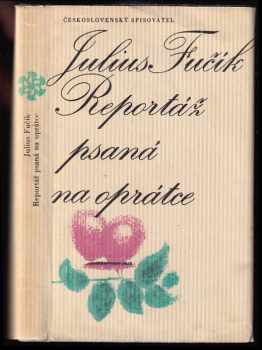 ČESKOSLOVENSKÝ SPISOVATEL
Julius Fučík
Reportáž
psaná
na oprátce
Julius Fučík
Reportáž psaná na oprátce